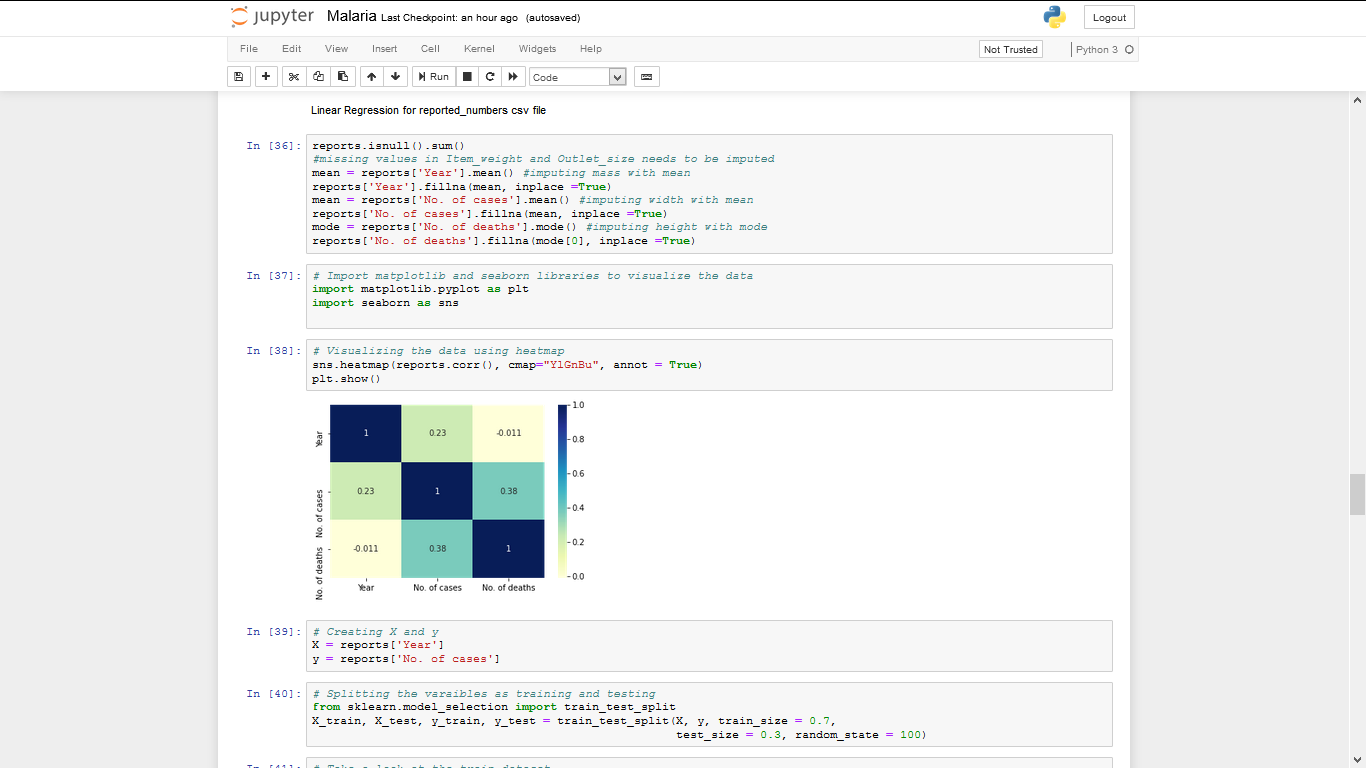 jupyter Malaria Last Checkpoint: an hour ago (autosaved)
Logout
File Edit View Insert Cell Kernel Widgets Help
Not Trusted
Python 3
Run
Code
Linear Regression for reported_numbers csv file
In [36]:
reports.isnull().sum()
#missing values in Item_weight and Outlet_size needs to be imputed
mean = reports['Year'].mean() #imputing mass with mean
reports['Year'].fillna(mean, inplace =True)
mean = reports['No. of cases'].mean() #imputing width with mean
reports['No. of cases'].fillna(mean, inplace =True)
mode = reports['No. of deaths'].mode() #imputing height with mode
reports['No. of deaths'].fillna(mode[0], inplace =True)
In [37]:
# Import matplotlib and seaborn libraries to visualize the data
import matplotlib.pyplot as plt
import seaborn as sns
In [38]:
# Visualizing the data using heatmap
sns.heatmap(reports.corr(), cmap="YlGnBu", annot = True)
plt.show()
Year
1 0.23 -0.011
No. of cases
0.23 1 0.38
No. of deaths
-0.011 0.38 1
Year No. of cases No. of deaths
1.0
0.8
0.6
0.4
0.2
0.0
In [39]:
# Creating X and y
X = reports['Year']
y = reports['No. of cases']
In [40]:
# Splitting the varaibles as training and testing
from sklearn.model_selection import train_test_split
X_train, X_test, y_train, y_test = train_test_split(X, y, train_size = 0.7,
test_size = 0.3, random_state = 100)
In [41]:
# Take a look at the train dataset